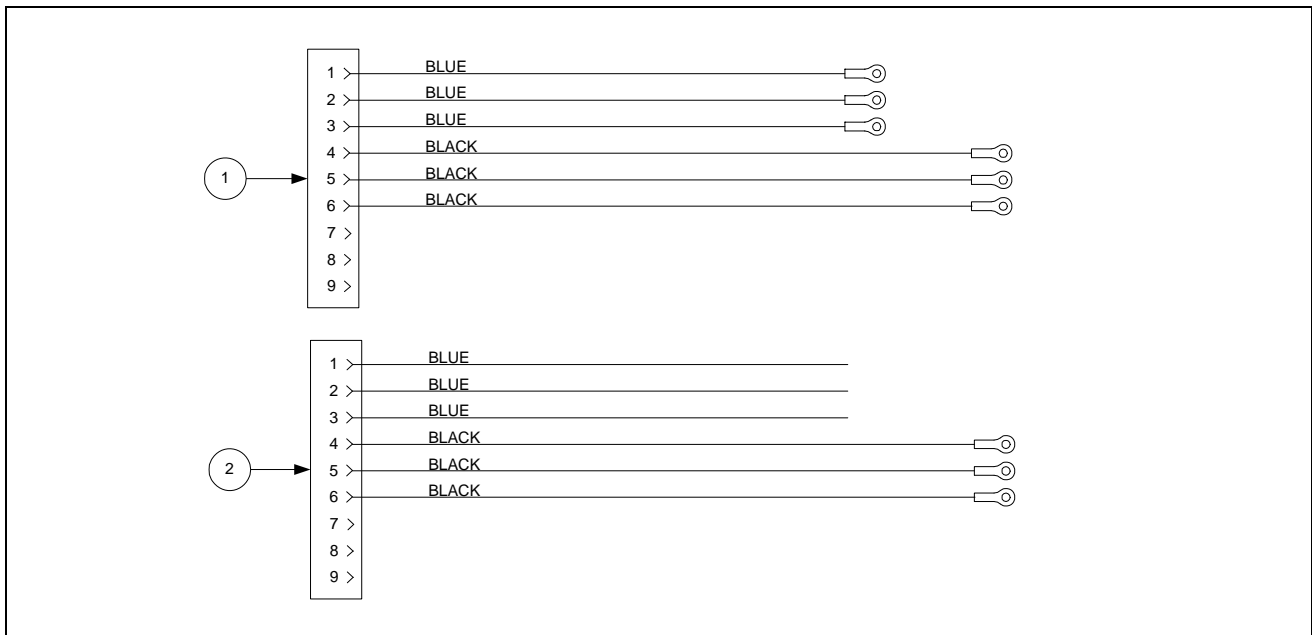 1 BLUE
2 BLUE
3 BLUE
4 BLACK
1
5 BLACK
6 BLACK
7
8
9
1 BLUE
2 BLUE
3 BLUE
4 BLACK
2
5 BLACK
6 BLACK
7
8
9